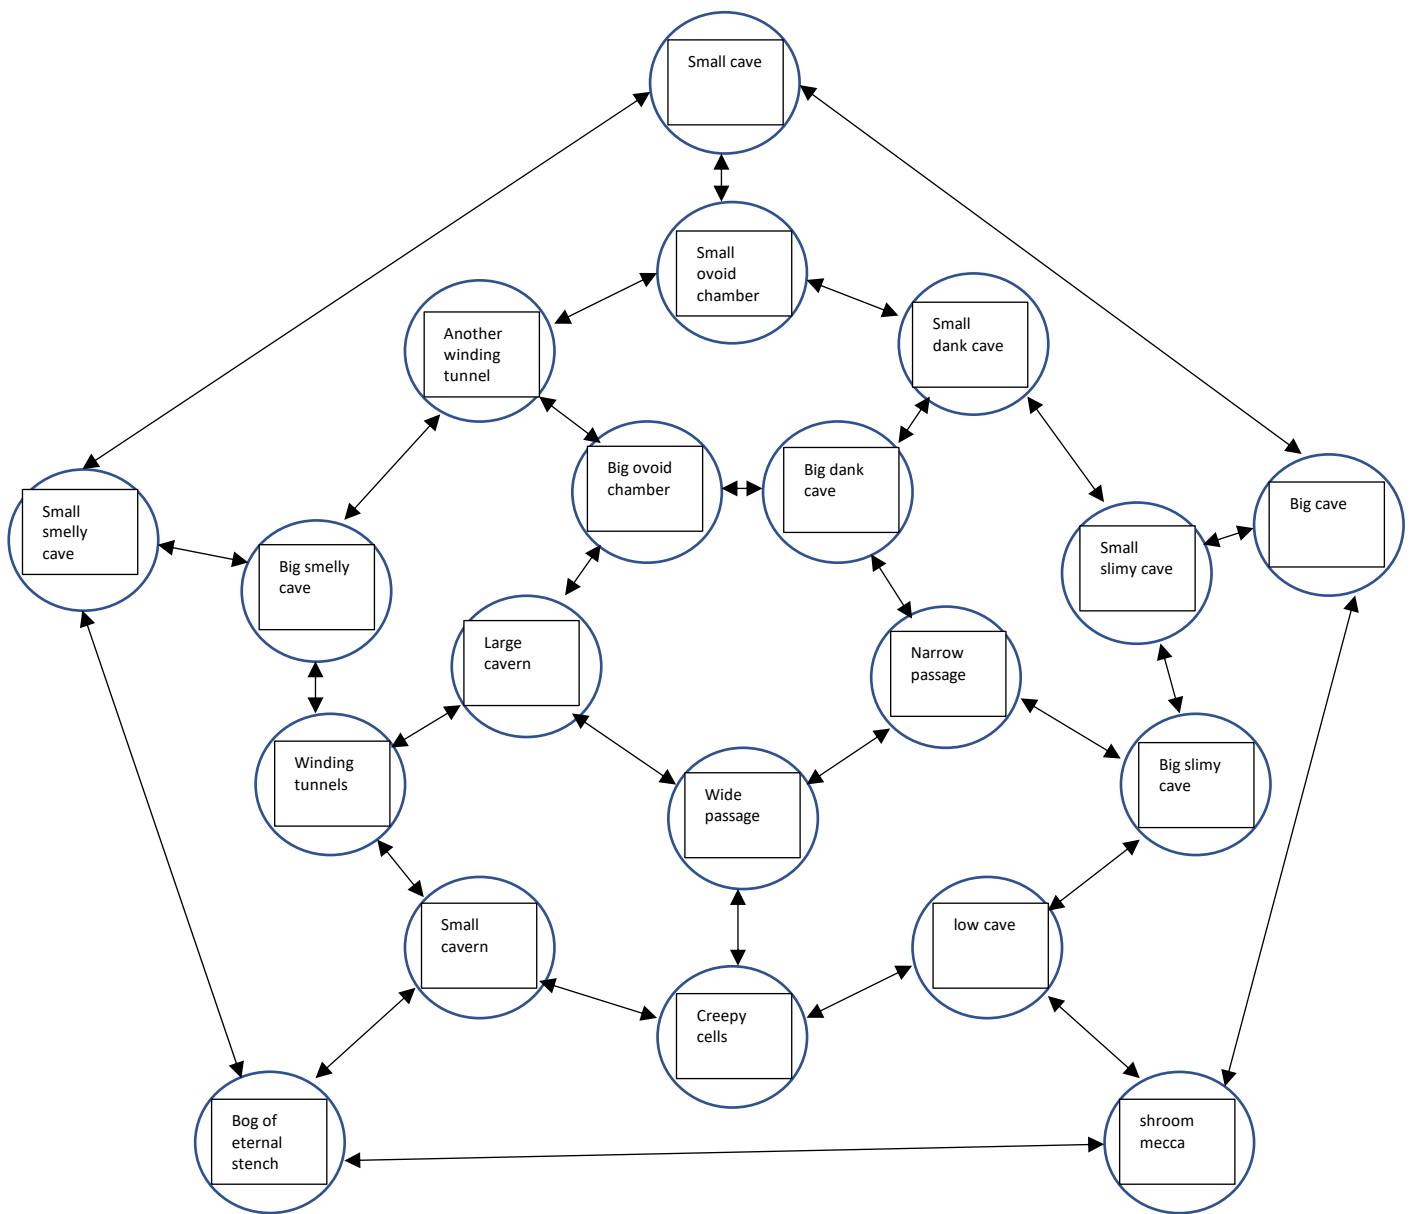 Small cave
Small
ovoid
chamber
Another
winding
tunnel
Small
dank cave
Big ovoid
chamber
Big dank
cave
Small
smelly
cave
Big smelly
cave
Small
slimy cave
Big cave
Large
cavern
Narrow
passage
Winding
tunnels
Wide
passage
Big slimy
cave
Small
cavern
low cave
Creepy
cells
Bog of
eternal
stench
shroom
mecca